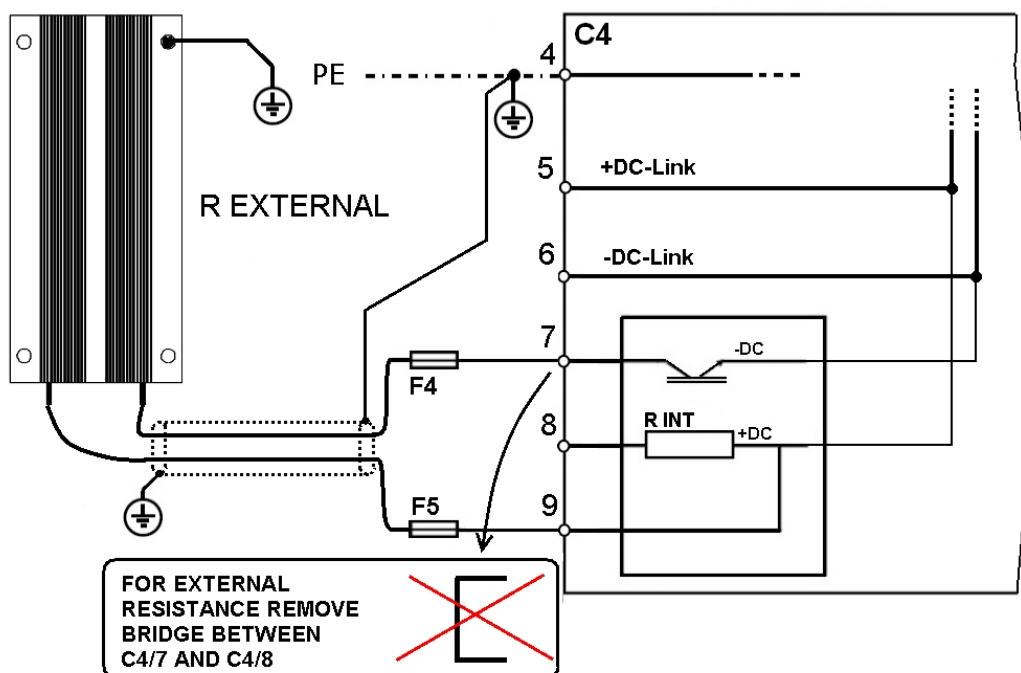 C4
4
PE
5
+DC-Link
R EXTERNAL
6
-DC-Link
7
-DC
F4
8
R INT
+DC
9
F5
FOR EXTERNAL
RESISTANCE REMOVE
BRIDGE BETWEEN
C4/7 AND C4/8